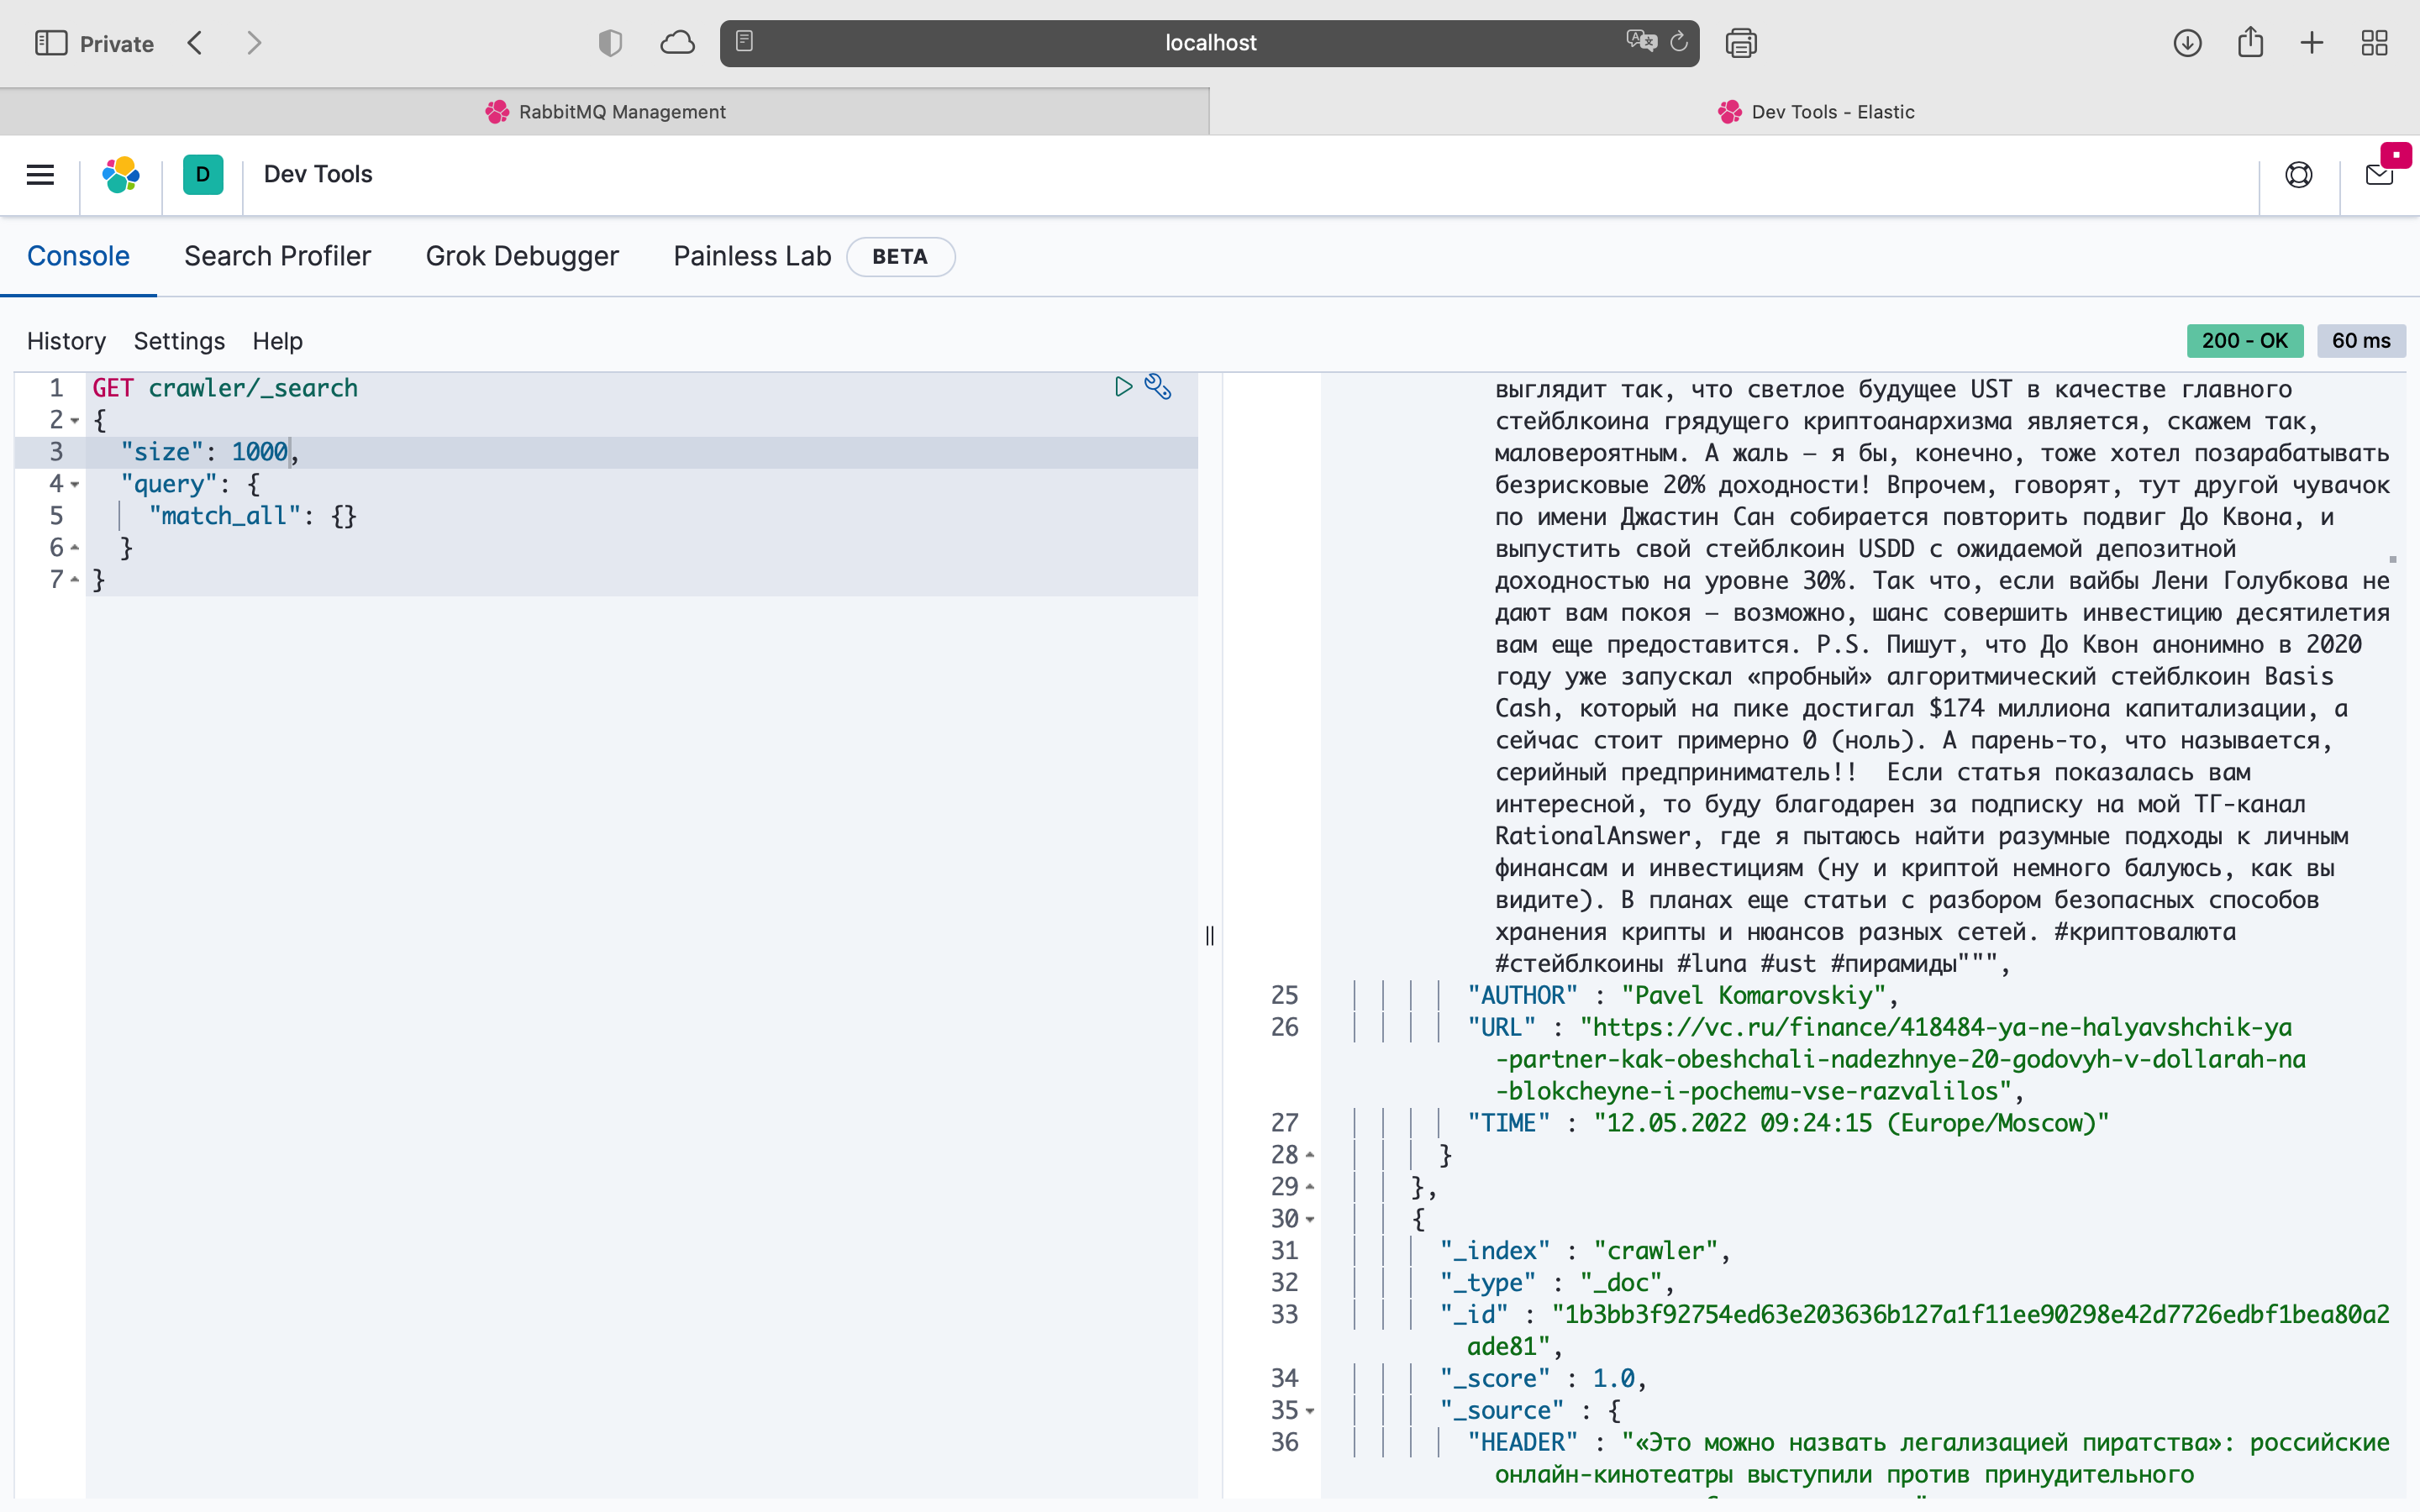 Private
localhost
RabbitMQ Management
Dev Tools - Elastic
D
Dev Tools
Console
Search Profiler
Grok Debugger
Painless Lab
BETA
History
Settings
Help
200 - OK
60 ms
1 GET crawler/_search
2 {
3 "size": 1000,
4 "query": {
5 "match_all": {}
6 }
7 }
выглядит так, что светлое будущее UST в качестве главного
стейблкоина грядущего криптоанархизма является, скажем так,
маловероятным. А жаль – я бы, конечно, тоже хотел позарабатывать
безрисковые 20% доходности! Впрочем, говорят, тут другой чувачок
по имени Джастин Сан собирается повторить подвиг До Квона, и
выпустить свой стейблкоин USDD с ожидаемой депозитной
доходностью на уровне 30%. Так что, если вайбы Лени Голубкова не
дают вам покоя – возможно, шанс совершить инвестицию десятилетия
вам еще предоставится. P.S. Пишут, что До Квон анонимно в 2020
году уже запускал «пробный» алгоритмический стейблкоин Basis
Cash, который на пике достигал $174 миллиона капитализации, а
сейчас стоит примерно 0 (ноль). А парень-то, что называется,
серийный предприниматель!!  Если статья показалась вам
интересной, то буду благодарен за подписку на мой ТГ-канал
RationalAnswer, где я пытаюсь найти разумные подходы к личным
финансам и инвестициям (ну и криптой немного балуюсь, как вы
видите). В планах еще статьи с разбором безопасных способов
хранения крипты и нюансов разных сетей. #криптовалюта
#стейблкоины #luna #ust #пирамиды""",
25 "AUTHOR" : "Pavel Komarovskiy",
26 "URL" : "https://vc.ru/finance/418484-ya-ne-halyavshchik-ya
-partner-kak-obeshchali-nadezhnye-20-godovyh-v-dollarah-na
-blokcheyne-i-pochemu-vse-razvalilos",
27 "TIME" : "12.05.2022 09:24:15 (Europe/Moscow)"
28 }
29 },
30 {
31 "_index" : "crawler",
32 "_type" : "_doc",
33 "_id" : "1b3bb3f92754ed63e203636b127a1f11ee90298e42d7726edbf1bea80a2
ade81",
34 "_score" : 1.0,
35 "_source" : {
36 "HEADER" : "«Это можно назвать легализацией пиратства»: российские
онлайн-кинотеатры выступили против принудительного